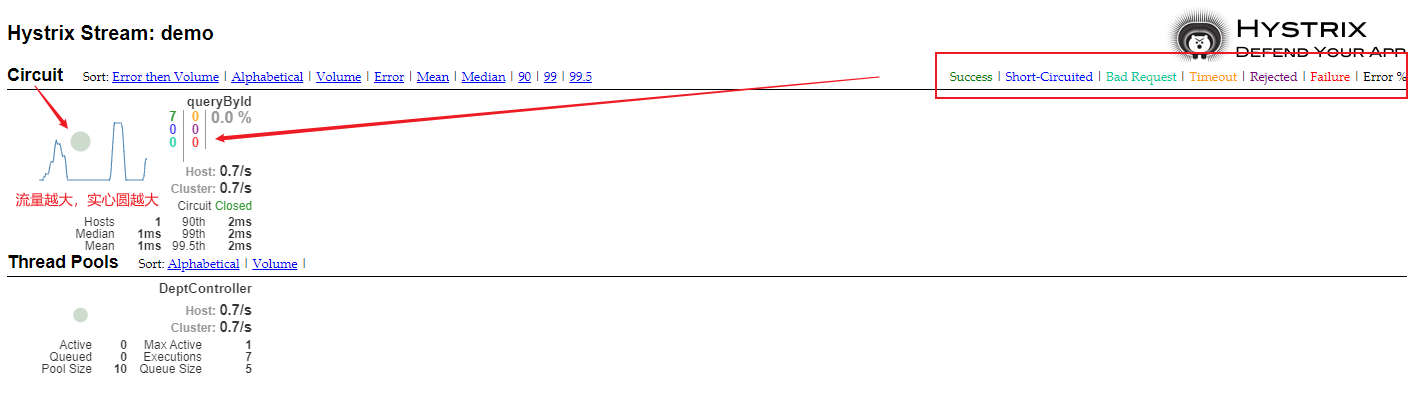 Hystrix Stream: demo
HYSTRIX
DEFEND YOUR APP
Circuit Sort: Error then Volume | Alphabetical | Volume | Error | Mean | Median | 90 | 99 | 99.5
Success | Short-Circuited | Bad Request | Timeout | Rejected | Failure | Error %
queryById
7 | 0 | 0.0 %
0 | 0
0 | 0
Host: 0.7/s
Cluster: 0.7/s
流量越大，实心圆越大
Circuit Closed
Hosts 1 90th 2ms
Median 1ms 99th 2ms
Mean 1ms 99.5th 2ms
Thread Pools Sort: Alphabetical | Volume |
DeptController
Host: 0.7/s
Cluster: 0.7/s
Active 0 Max Active 1
Queued 0 Executions 7
Pool Size 10 Queue Size 5